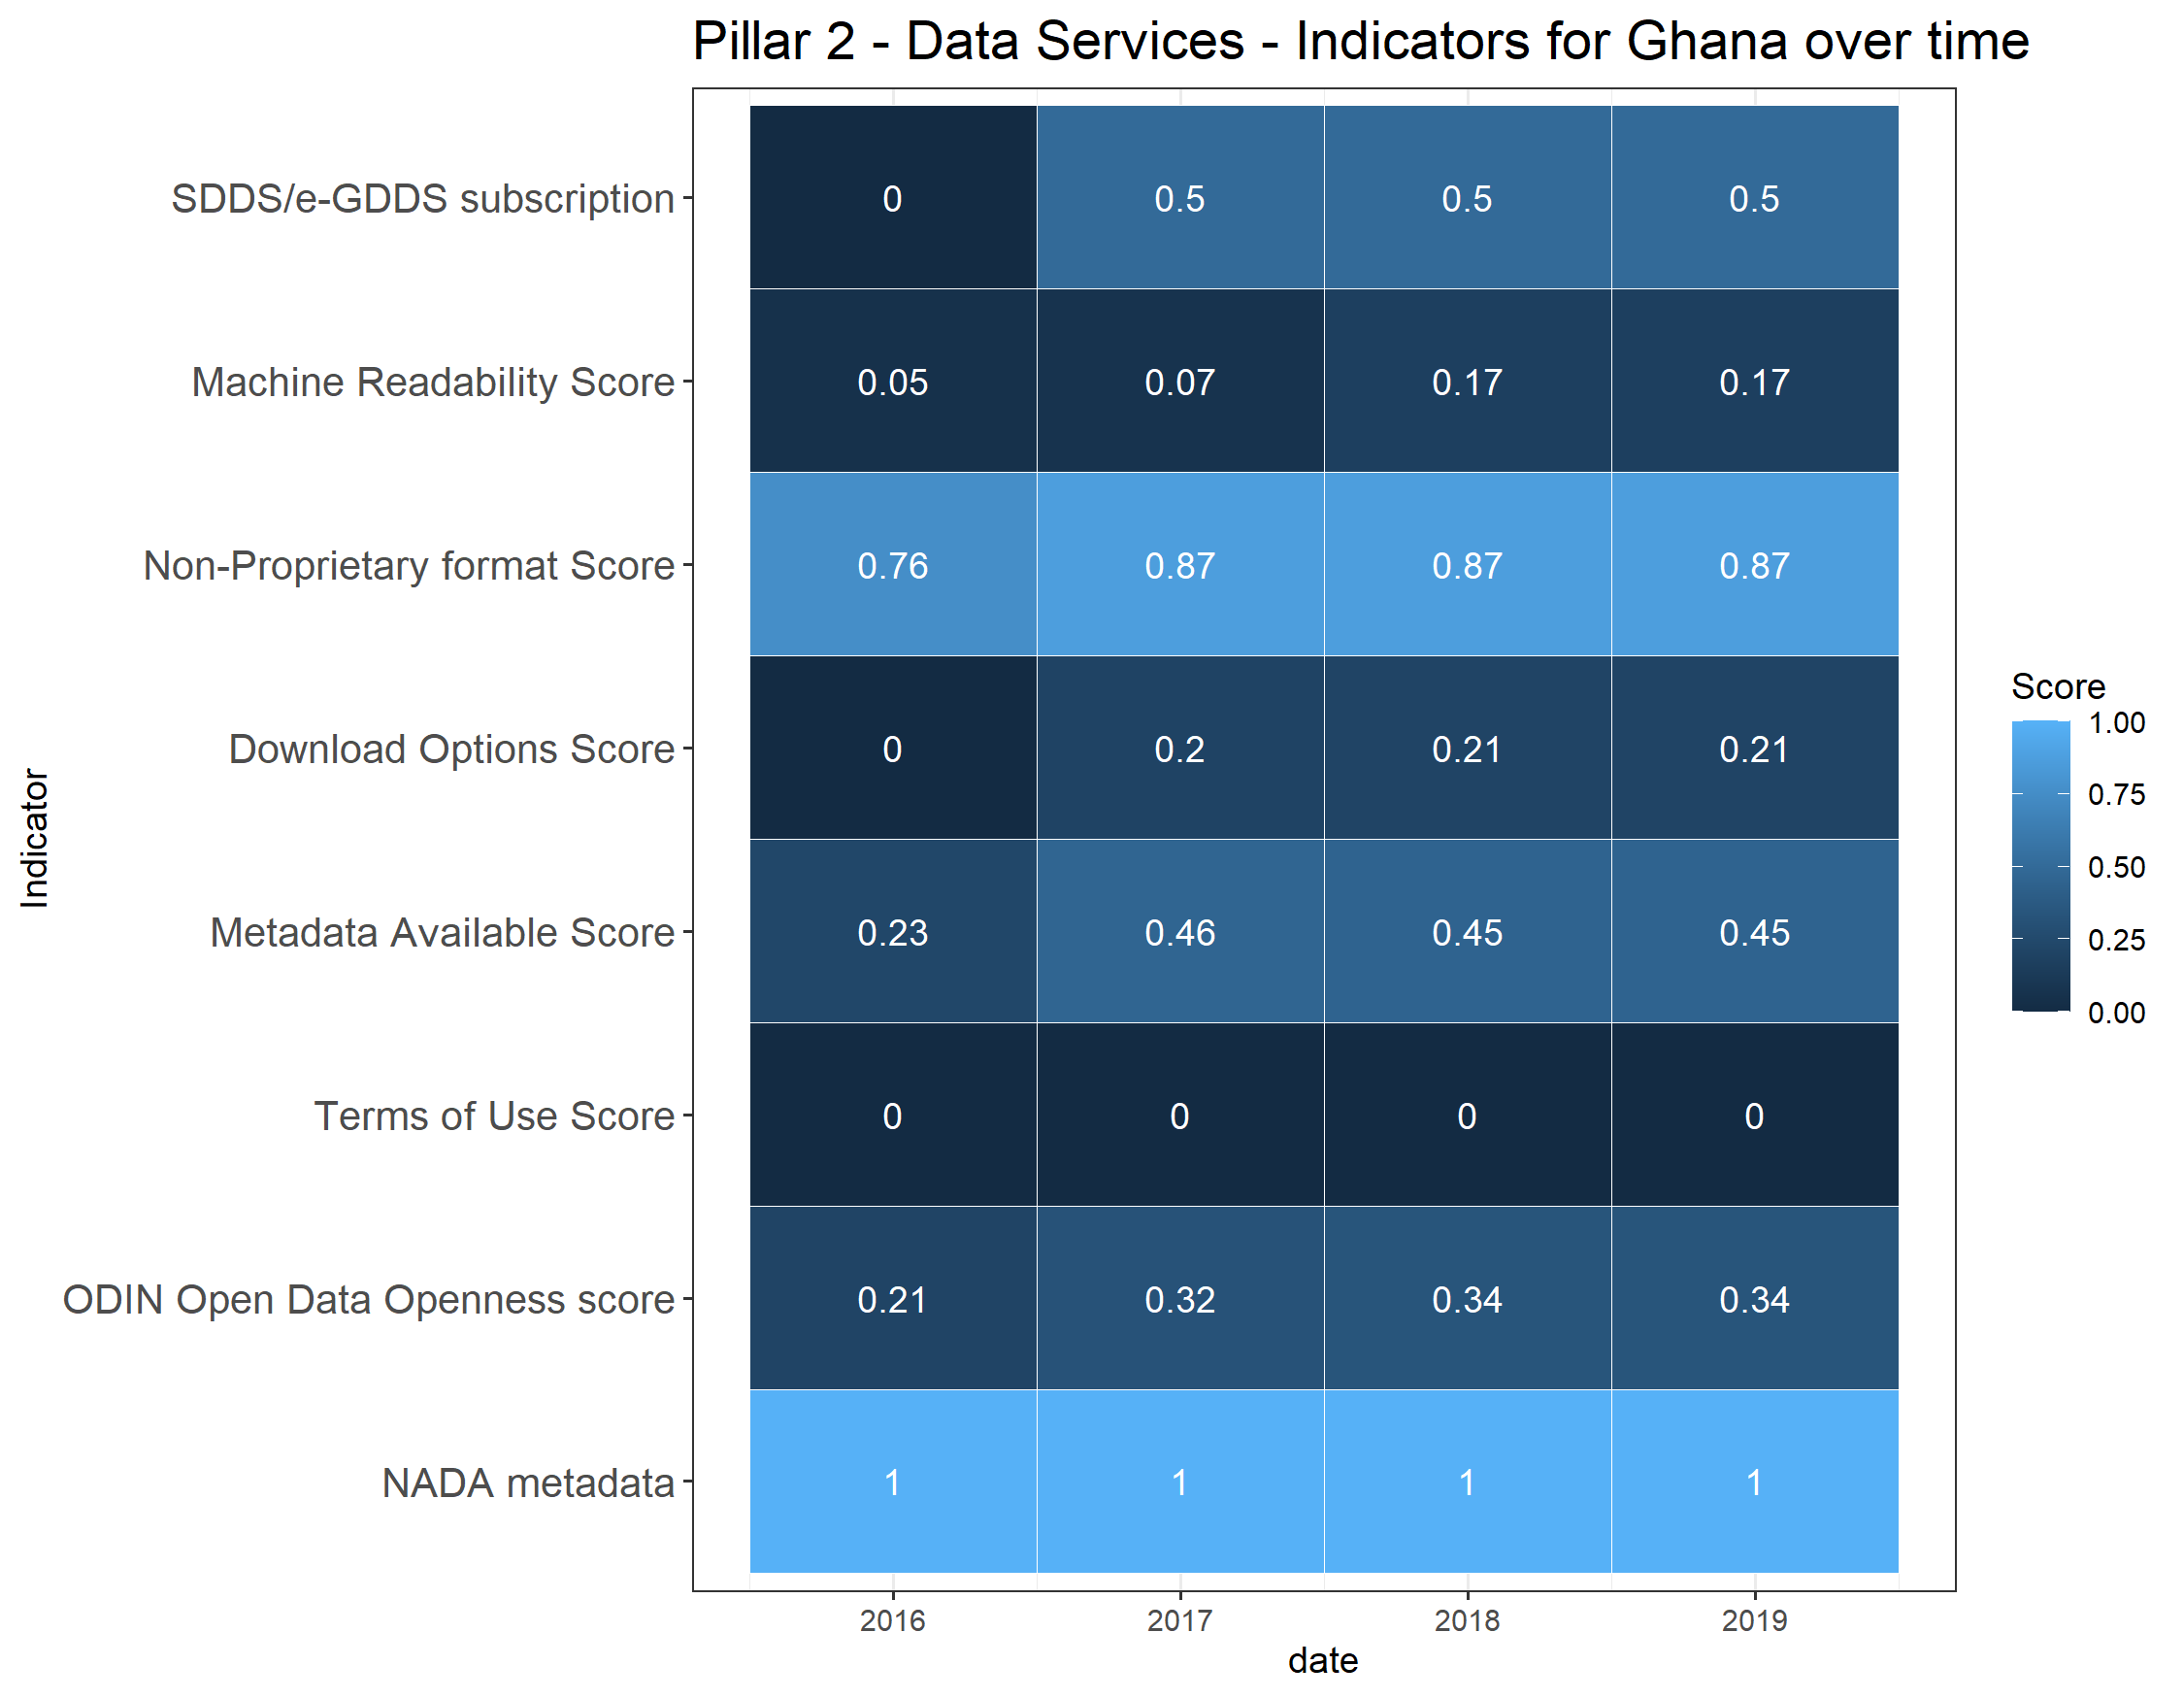 Pillar 2 - Data Services - Indicators for Ghana over time
SDDS/e-GDDS subscription 0 0.5 0.5 0.5
Machine Readability Score 0.05 0.07 0.17 0.17
Non-Proprietary format Score 0.76 0.87 0.87 0.87
Download Options Score 0 0.2 0.21 0.21
Metadata Available Score 0.23 0.46 0.45 0.45
Terms of Use Score 0 0 0 0
ODIN Open Data Openness score 0.21 0.32 0.34 0.34
NADA metadata 1 1 1 1
2016 2017 2018 2019
date
Indicator
Score
1.00
0.75
0.50
0.25
0.00